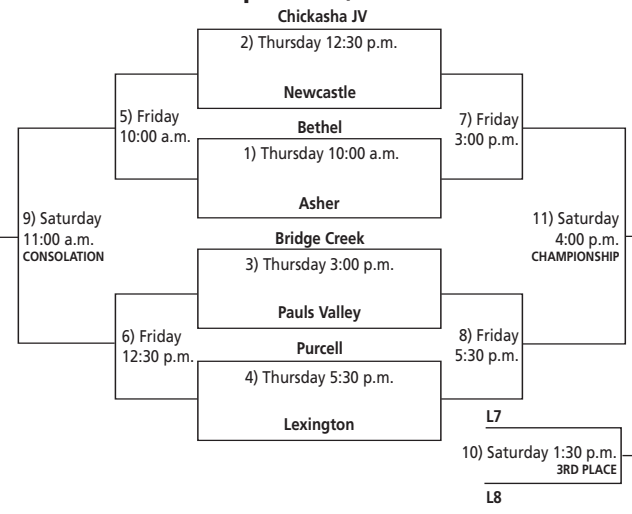 Chickasha JV
2) Thursday 12:30 p.m.
Newcastle
5) Friday
10:00 a.m.
7) Friday
3:00 p.m.
Bethel
1) Thursday 10:00 a.m.
Asher
9) Saturday
11:00 a.m.
CONSOLATION
11) Saturday
4:00 p.m.
CHAMPIONSHIP
Bridge Creek
3) Thursday 3:00 p.m.
Pauls Valley
6) Friday
12:30 p.m.
8) Friday
5:30 p.m.
Purcell
4) Thursday 5:30 p.m.
Lexington
L7
10) Saturday 1:30 p.m.
3RD PLACE
L8